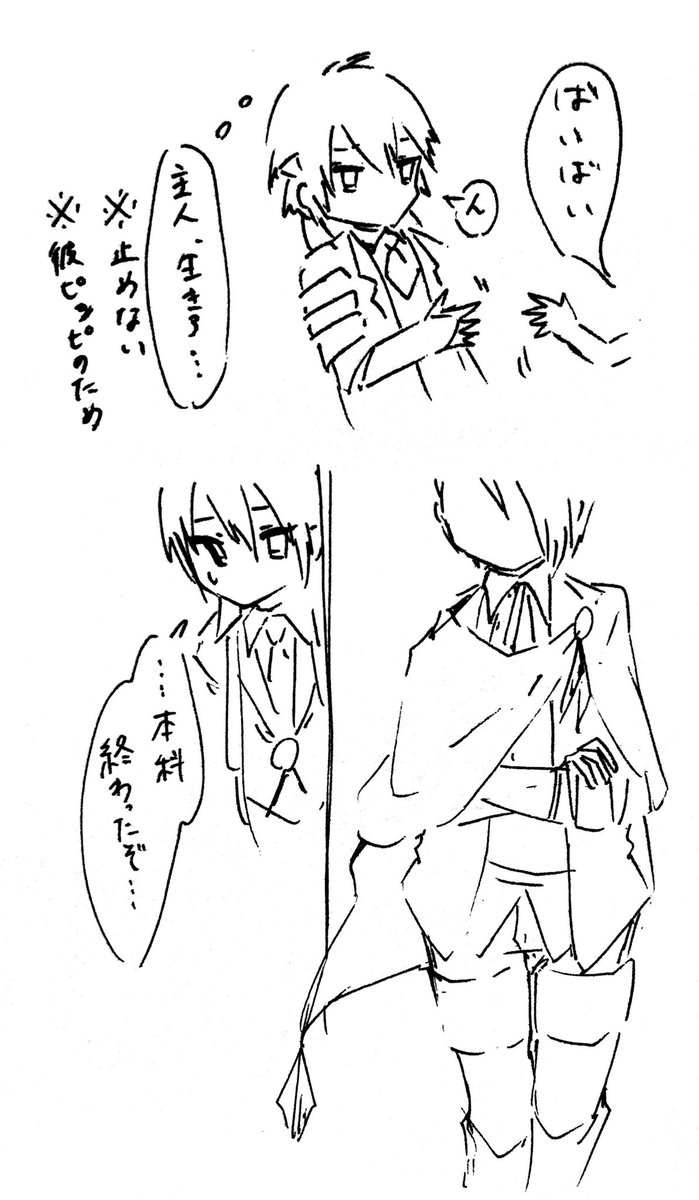 ばいばい
ん
主人、生きろ…
※止めない
※彼ピッピのため
…本科
終わったぞ…